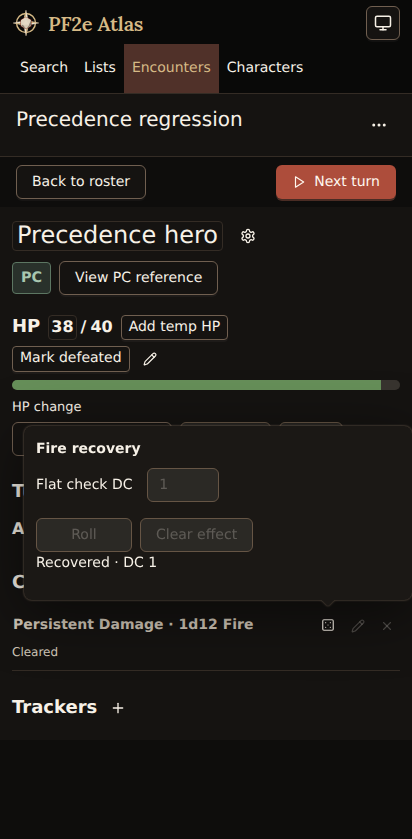 PF2e Atlas
Search Lists Encounters Characters
Precedence regression
...
Back to roster Next turn
Precedence hero
PC View PC reference
HP 38 / 40 Add temp HP
Mark defeated
HP change
Fire recovery
Flat check DC 1
Roll Clear effect
Recovered · DC 1
Persistent Damage · 1d12 Fire
Cleared
Trackers +